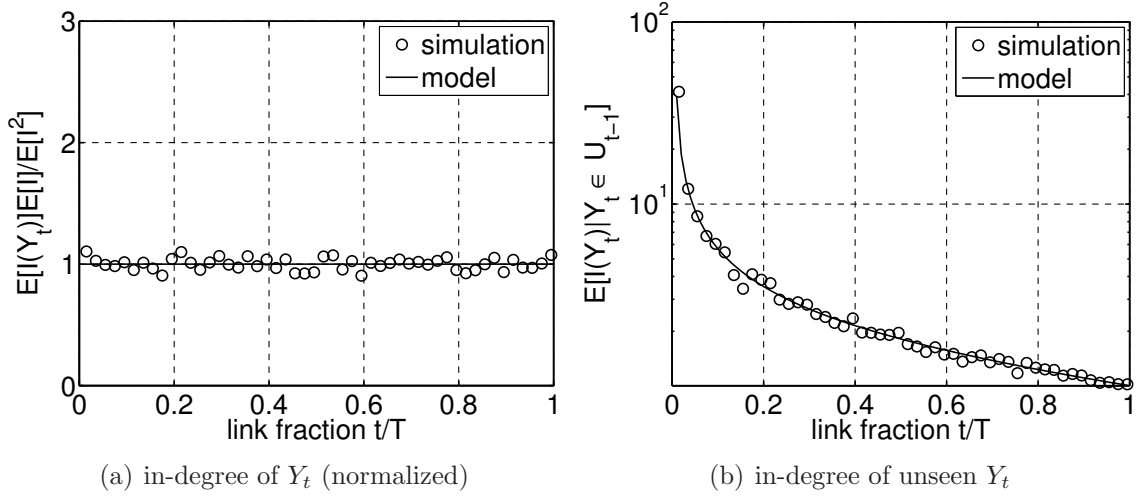 3
2
1
0
E[I(Y_t)]E[I]/E[I^2]
simulation
model
0
0.2
0.4
0.6
0.8
1
link fraction t/T
(a) in-degree of Y_t (normalized)
10^2
10^1
E[I(Y_t)|Y_t ∈ U_{t−1}]
simulation
model
0
0.2
0.4
0.6
0.8
1
link fraction t/T
(b) in-degree of unseen Y_t